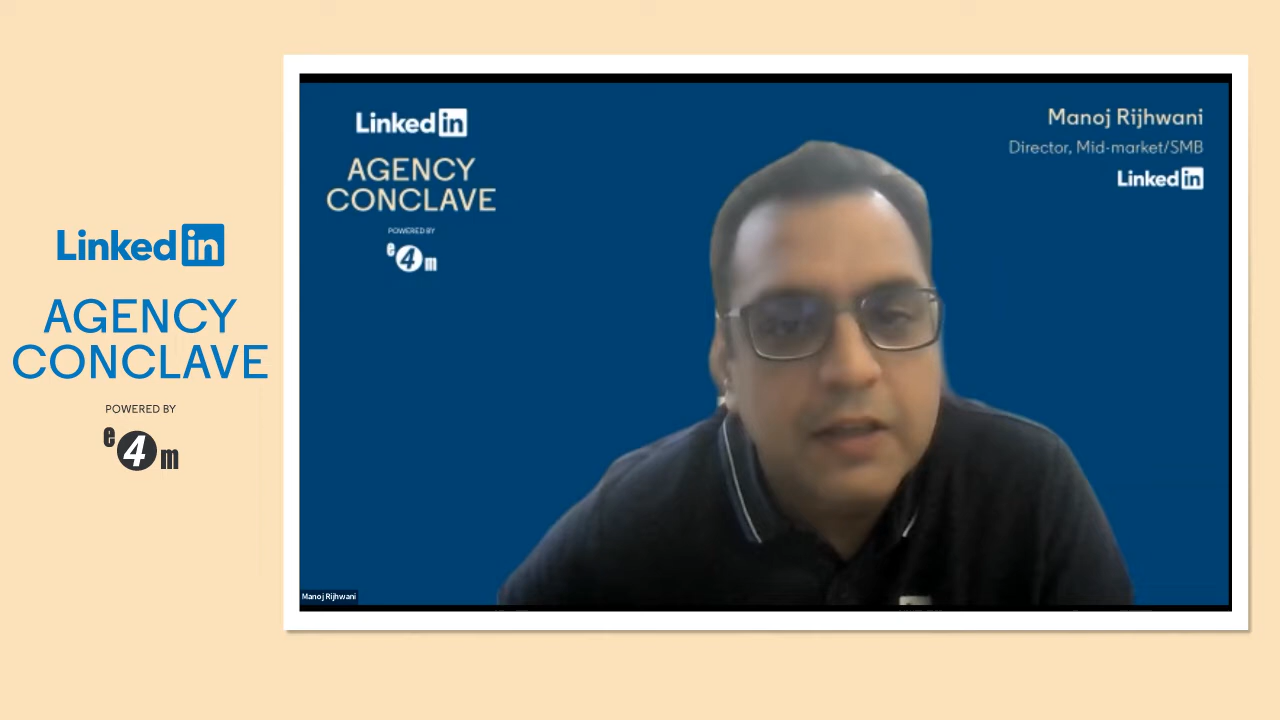 LinkedIn
AGENCY
CONCLAVE
POWERED BY
e4m
LinkedIn
AGENCY
CONCLAVE
POWERED BY
e4m
Manoj Rijhwani
Director, Mid-market/SMB
LinkedIn
Manoj Rijhwani